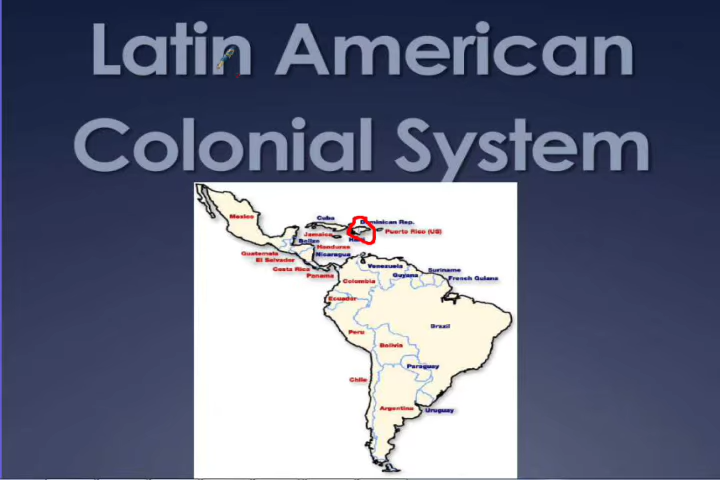 Latin American
Colonial System
Mexico
Cuba
Dominican Rep.
Jamaica
Puerto Rico (US)
Belize
Honduras
Guatemala
Nicaragua
El Salvador
Costa Rica
Panama
Venezuela
Suriname
Guyana
French Guiana
Colombia
Ecuador
Brazil
Peru
Bolivia
Paraguay
Chile
Argentina
Uruguay